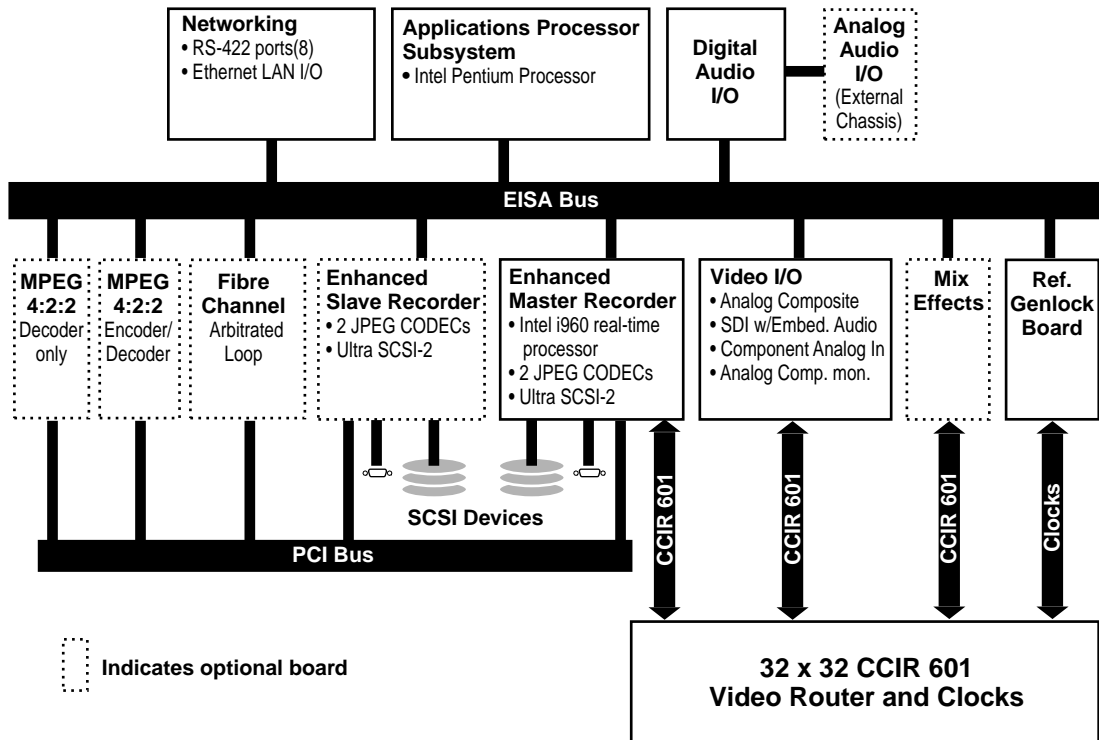 Networking
• RS-422 ports(8)
• Ethernet LAN I/O
Applications Processor
Subsystem
• Intel Pentium Processor
Digital
Audio
I/O
Analog
Audio
I/O
(External
Chassis)
EISA Bus
MPEG
4:2:2
Decoder
only
MPEG
4:2:2
Encoder/
Decoder
Fibre
Channel
Arbitrated
Loop
Enhanced
Slave Recorder
• 2 JPEG CODECs
• Ultra SCSI-2
Enhanced
Master Recorder
• Intel i960 real-time
processor
• 2 JPEG CODECs
• Ultra SCSI-2
Video I/O
• Analog Composite
• SDI w/Embed. Audio
• Component Analog In
• Analog Comp. mon.
Mix
Effects
Ref.
Genlock
Board
SCSI Devices
PCI Bus
CCIR 601
CCIR 601
CCIR 601
Clocks
Indicates optional board
32 x 32 CCIR 601
Video Router and Clocks